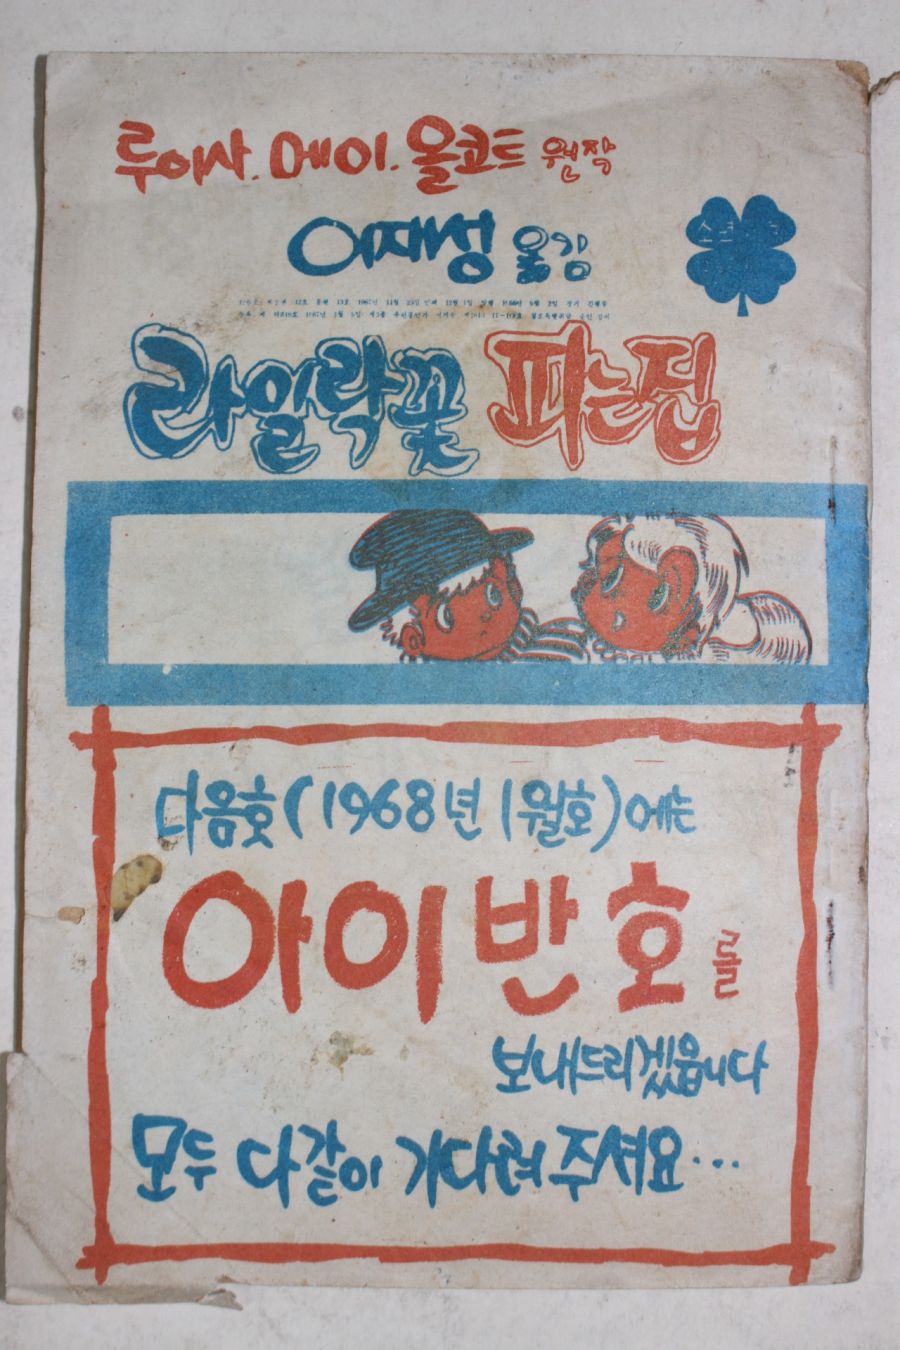 루이사. 메이. 올코트 원작
이재성 옮김
라일락꽃 피는집
다음호(1968년 1월호)에는
아이반호를
보내드리겠읍니다
모두 다같이 기다려 주셔요...